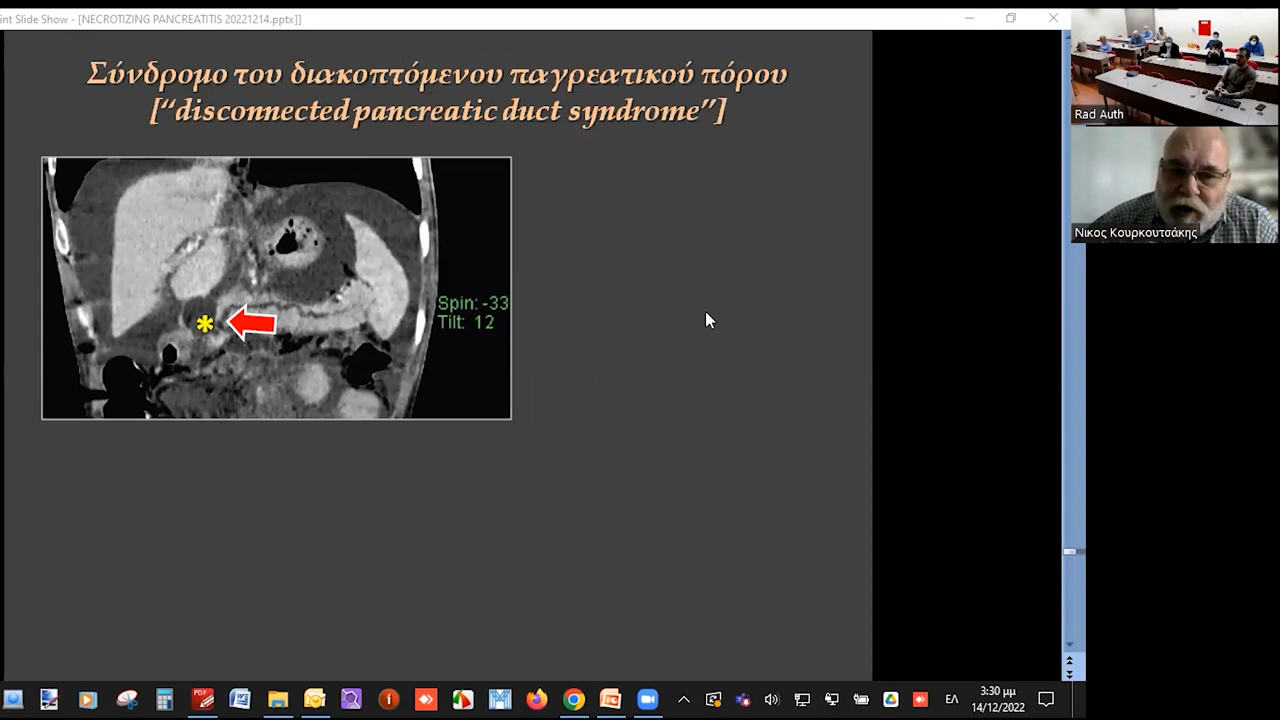 int Slide Show - [NECROTIZING PANCREATITIS 20221214.pptx]]
Σύνδρομο του διακοπτόμενου παγρεατικού πόρου
[“disconnected pancreatic duct syndrome”]
*
Spin: -33
Tilt: 12
Rad Auth
Νικος Κουρκουτσάκης
PDF
ΕΛ
3:30 μμ
14/12/2022